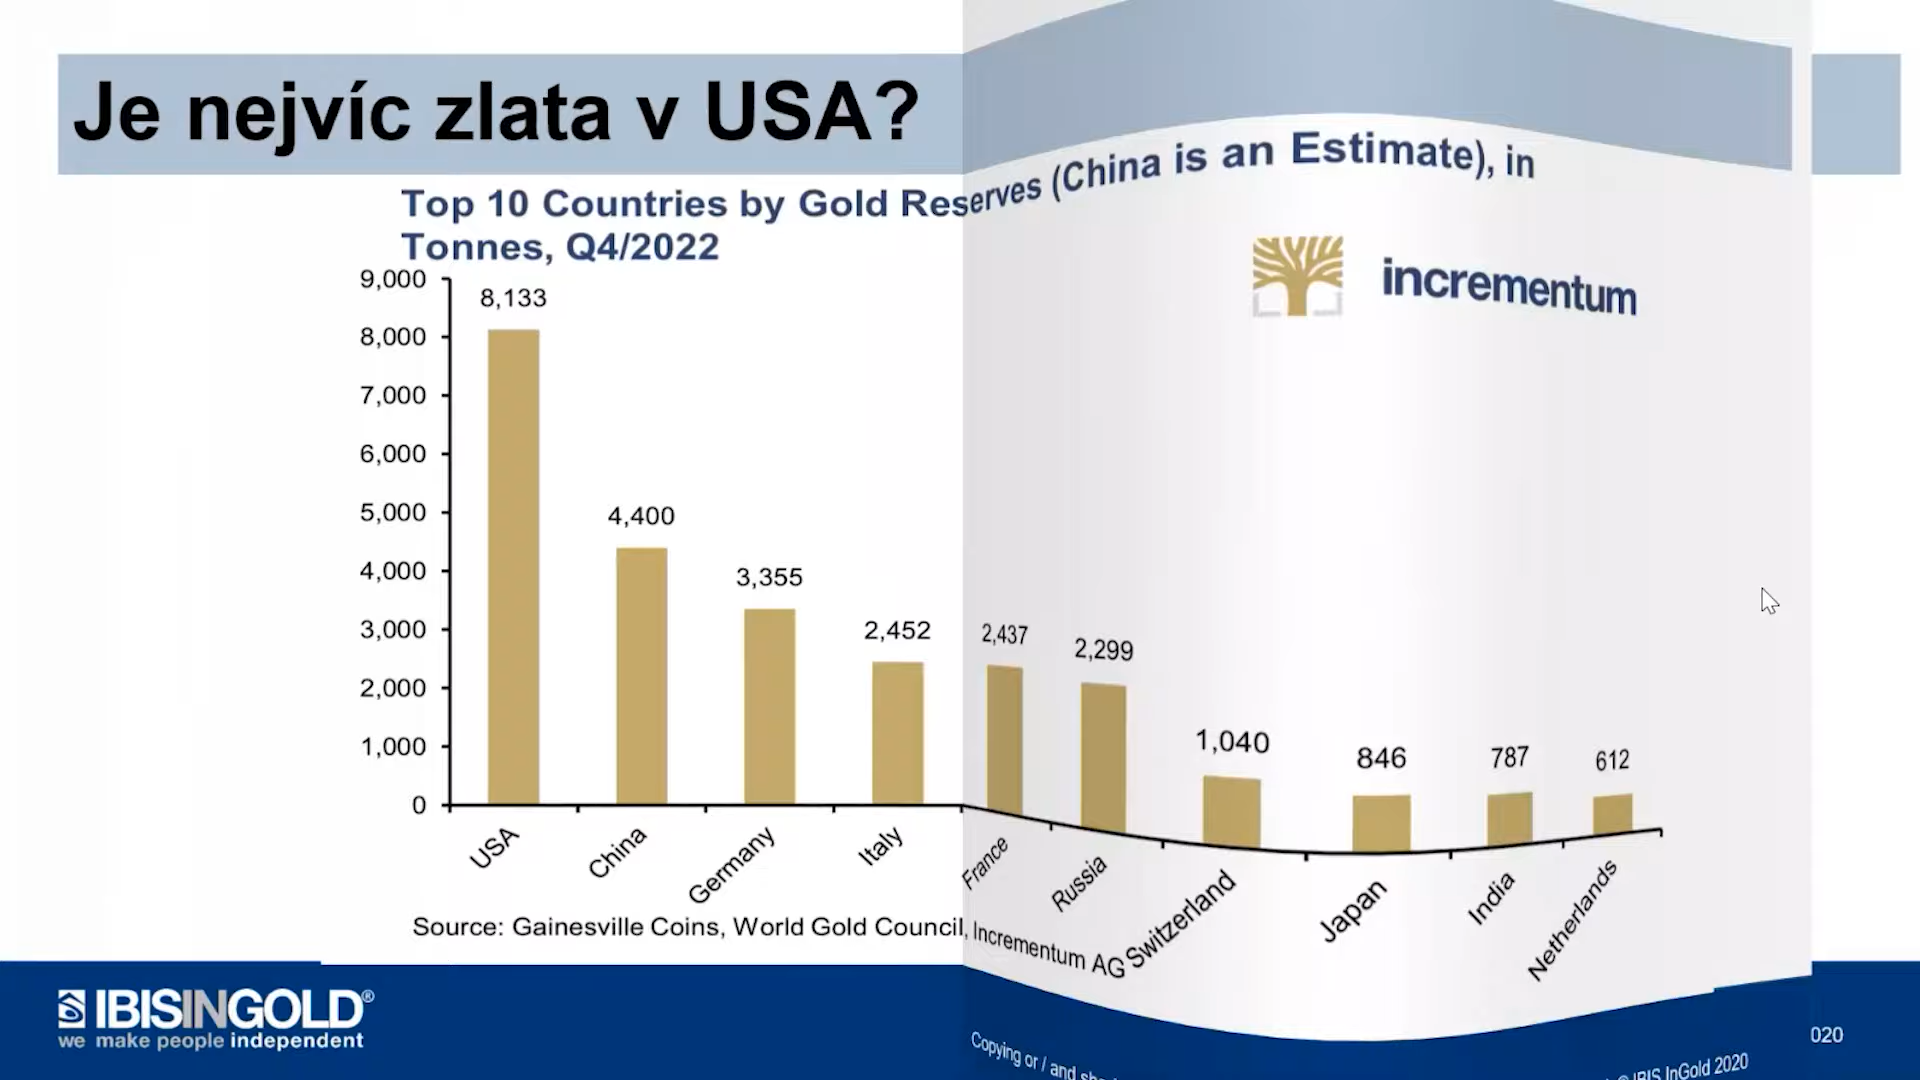 Je nejvíc zlata v USA?
Top 10 Countries by Gold Reserves (China is an Estimate), in
Tonnes, Q4/2022
incrementum
9,000
8,000
7,000
6,000
5,000
4,000
3,000
2,000
1,000
0
8,133
4,400
3,355
2,452
2,437
2,299
1,040
846
787
612
USA
China
Germany
Italy
France
Russia
Switzerland
Japan
India
Netherlands
Source: Gainesville Coins, World Gold Council, Incrementum AG
IBISINGOLD®
we make people independent
Copying or / and
© IBIS InGold 2020
020